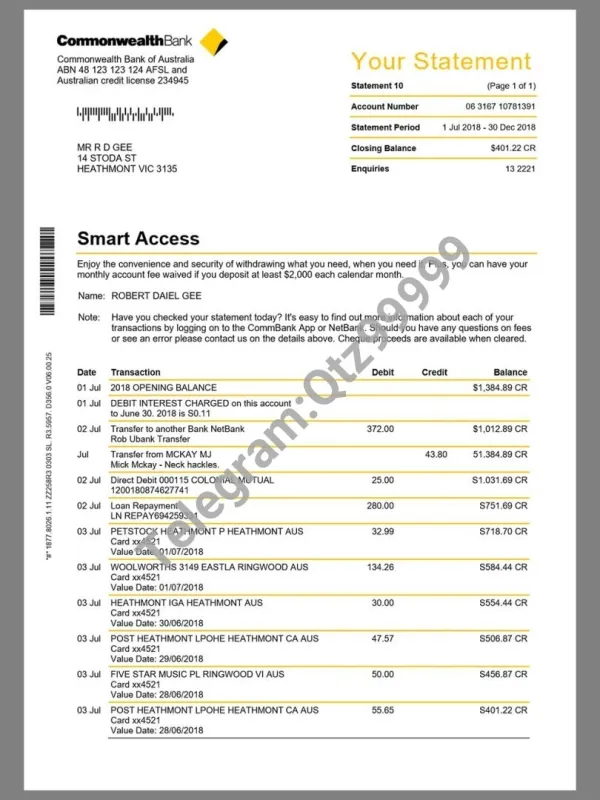 CommonwealthBank
Commonwealth Bank of Australia
ABN 48 123 123 124 AFSL and
Australian credit license 234945
Your Statement
Statement 10 (Page 1 of 1)
Account Number 06 3167 10781391
Statement Period 1 Jul 2018 - 30 Dec 2018
Closing Balance $401.22 CR
Enquiries 13 2221
MR R D GEE
14 STODA ST
HEATHMONT VIC 3135
Smart Access
Enjoy the convenience and security of withdrawing what you need, when you need it. Plus, you can have your
monthly account fee waived if you deposit at least $2,000 each calendar month.
Name: ROBERT DAIEL GEE
Note: Have you checked your statement today? It's easy to find out more information about each of your
transactions by logging on to the CommBank App or NetBank. Should you have any questions on fees
or see an error please contact us on the details above. Cheque proceeds are available when cleared.
Date Transaction Debit Credit Balance
01 Jul 2018 OPENING BALANCE $1,384.89 CR
01 Jul DEBIT INTEREST CHARGED on this account
to June 30. 2018 is S0.11
02 Jul Transfer to another Bank NetBank 372.00 $1,012.89 CR
Rob Ubank Transfer
Jul Transfer from MCKAY MJ 43.80 51.384.89 CR
Mick Mckay - Neck hackles.
02 Jul Direct Debit 000115 COLONIAL MUTUAL 25.00 S1.031.69 CR
1200180874627741
02 Jul Loan Repayment 280.00 S751.69 CR
LN REPAY694259331
03 Jul PETSTOCK HEATHMONT P HEATHMONT AUS 32.99 S718.70 CR
Card xx4521
Value Date: 01/07/2018
03 Jul WOOLWORTHS 3149 EASTLA RINGWOOD AUS 134.26 S584.44 CR
Card xx4521
Value Date: 01/07/2018
03 Jul HEATHMONT IGA HEATHMONT AUS 30.00 S554.44 CR
Card xx4521
Value Date: 30/06/2018
03 Jul POST HEATHMONT LPOHE HEATHMONT CA AUS 47.57 S506.87 CR
Card xx4521
Value Date: 29/06/2018
03 Jul FIVE STAR MUSIC PL RINGWOOD VI AUS 50.00 S456.87 CR
Card xx4521
Value Date: 28/06/2018
03 Jul POST HEATHMONT LPOHE HEATHMONT CA AUS 55.65 S401.22 CR
Card xx4521
Value Date: 28/06/2018
Telegram:Qtz99999